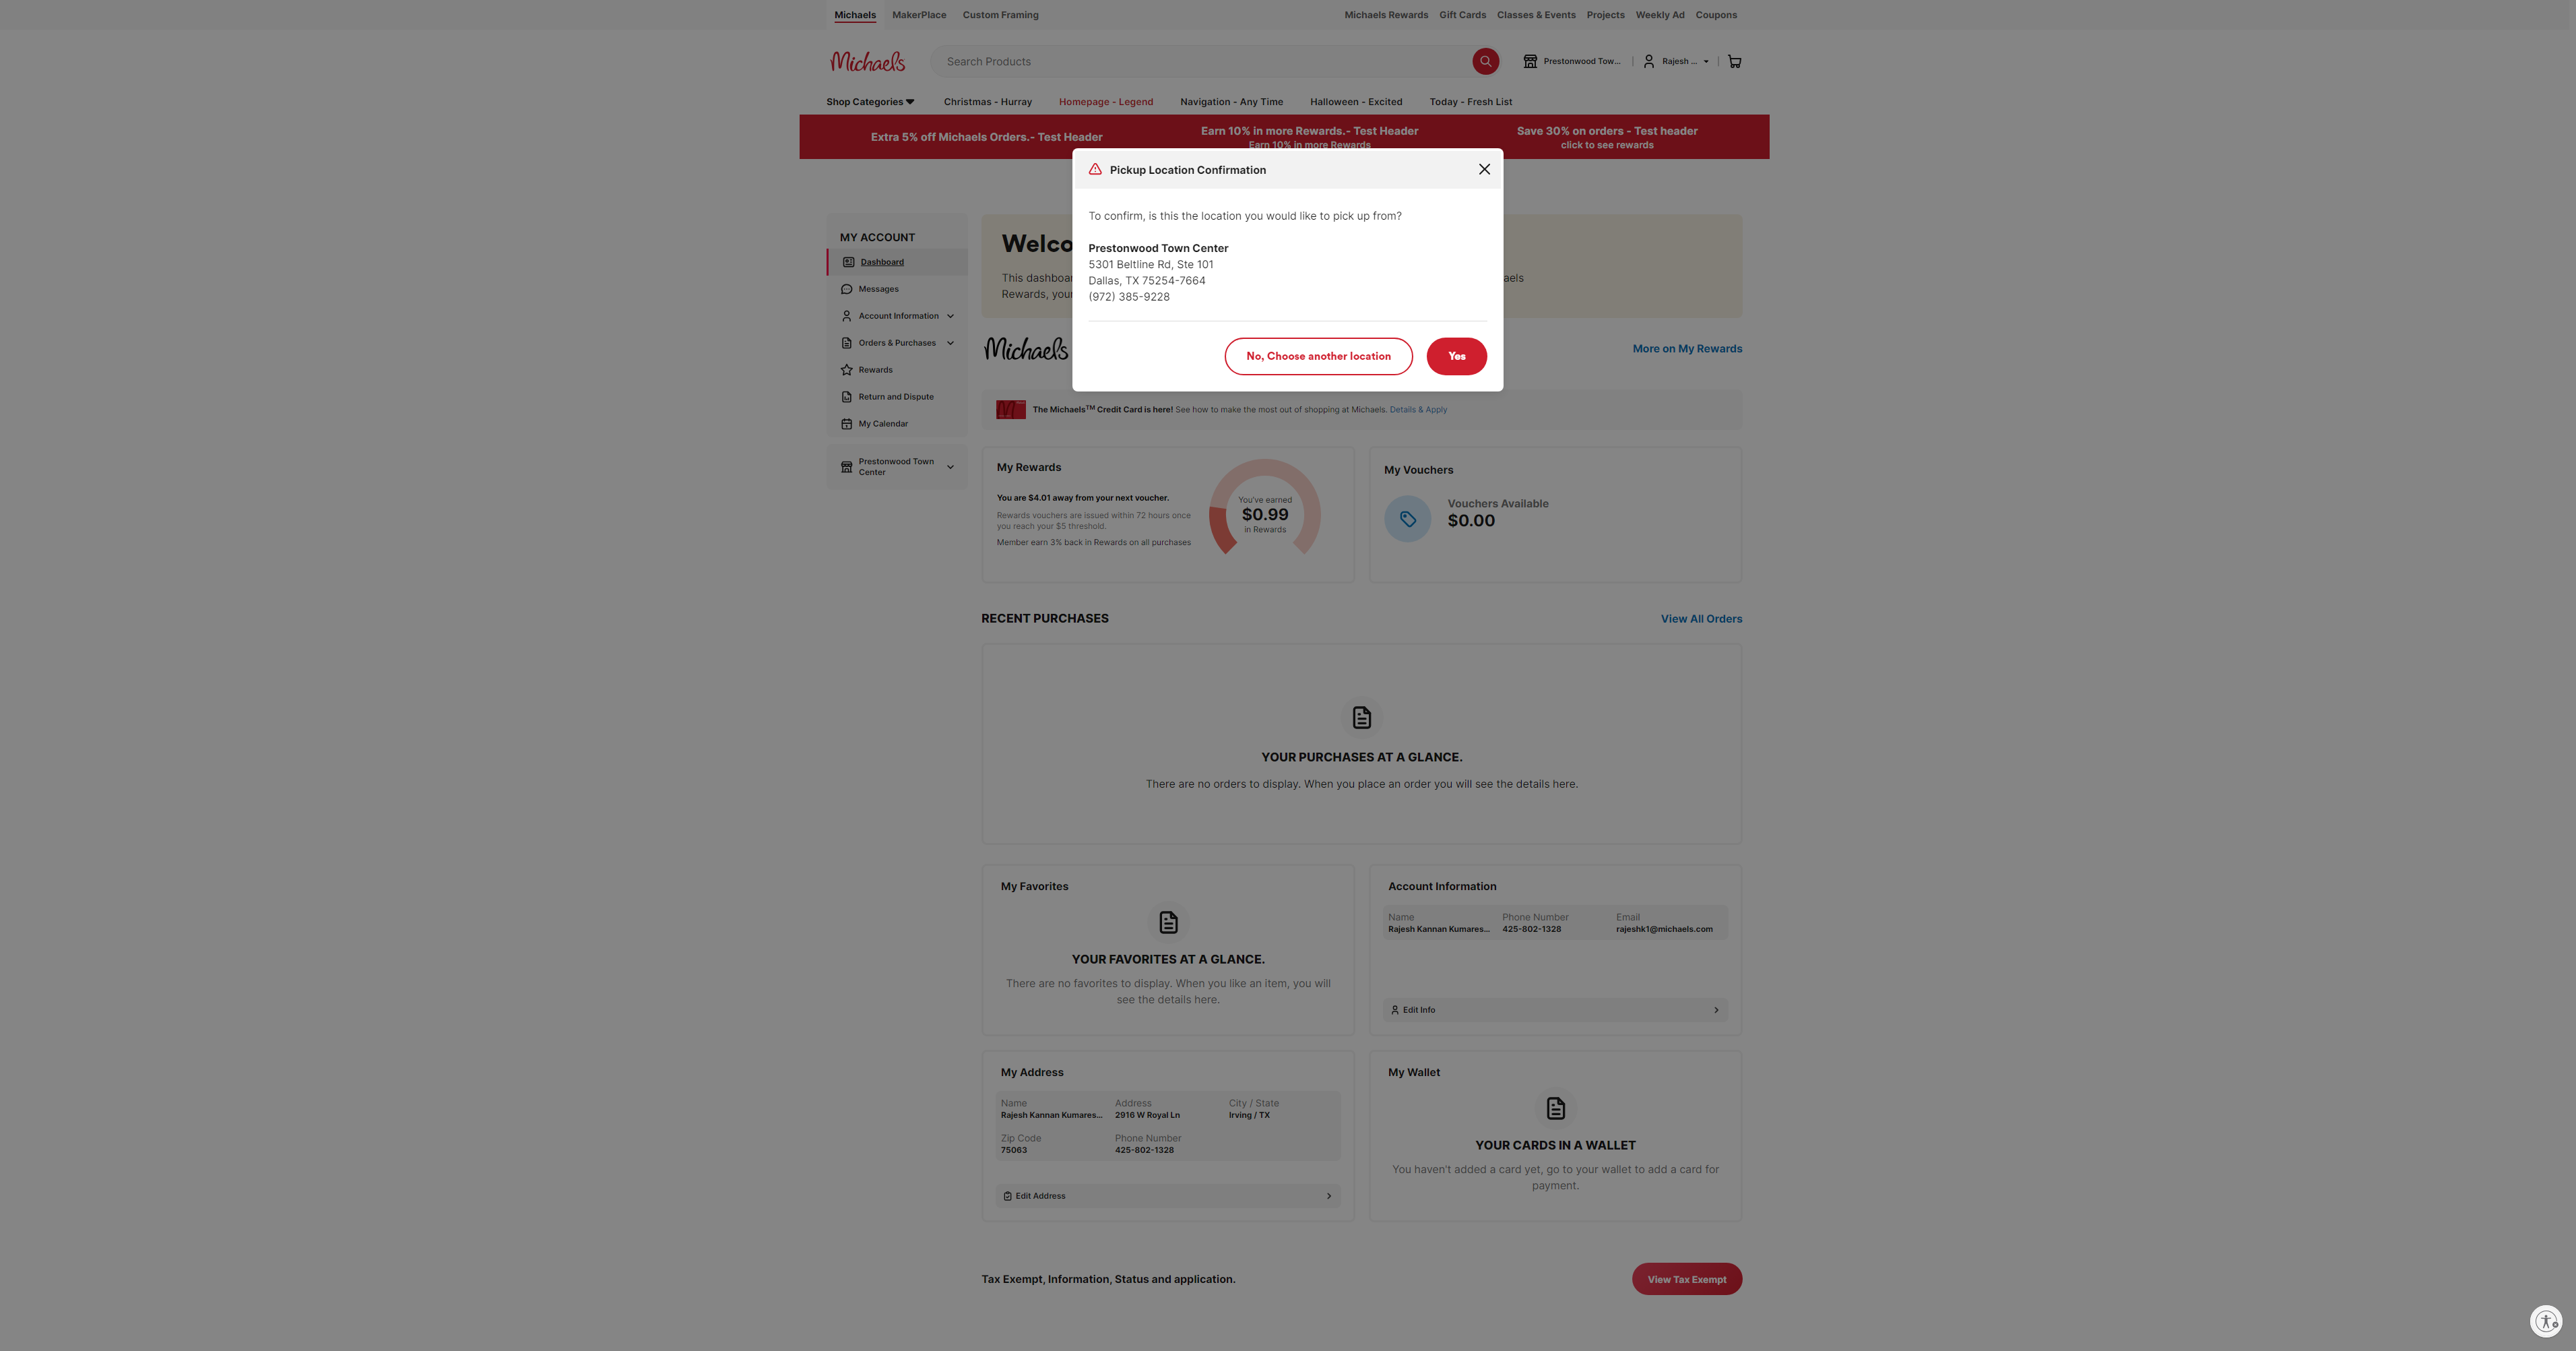 Michaels MakerPlace Custom Framing
Michaels Rewards Gift Cards Classes & Events Projects Weekly Ad Coupons
Michaels
Search Products
Prestonwood Tow...
Rajesh ...
Shop Categories Christmas - Hurray Homepage - Legend Navigation - Any Time Halloween - Excited Today - Fresh List
Extra 5% off Michaels Orders.- Test Header
Earn 10% in more Rewards.- Test Header
Earn 10% in more Rewards
Save 30% on orders - Test header
click to see rewards
Pickup Location Confirmation
To confirm, is this the location you would like to pick up from?
Prestonwood Town Center
5301 Beltline Rd, Ste 101
Dallas, TX 75254-7664
(972) 385-9228
No, Choose another location
Yes
MY ACCOUNT
Dashboard
Messages
Account Information
Orders & Purchases
Rewards
Return and Dispute
My Calendar
Prestonwood Town
Center
Welco
This dashboar
Rewards, your
aels
Michaels
More on My Rewards
The Michaels™ Credit Card is here! See how to make the most out of shopping at Michaels. Details & Apply
My Rewards
You are $4.01 away from your next voucher.
Rewards vouchers are issued within 72 hours once
you reach your $5 threshold.
Member earn 3% back in Rewards on all purchases
You've earned
$0.99
in Rewards
My Vouchers
Vouchers Available
$0.00
RECENT PURCHASES
View All Orders
YOUR PURCHASES AT A GLANCE.
There are no orders to display. When you place an order you will see the details here.
My Favorites
YOUR FAVORITES AT A GLANCE.
There are no favorites to display. When you like an item, you will
see the details here.
Account Information
Name Phone Number Email
Rajesh Kannan Kumares... 425-802-1328 rajeshk1@michaels.com
Edit Info
My Address
Name Address City / State
Rajesh Kannan Kumares... 2916 W Royal Ln Irving / TX
Zip Code Phone Number
75063 425-802-1328
Edit Address
My Wallet
YOUR CARDS IN A WALLET
You haven't added a card yet, go to your wallet to add a card for
payment.
Tax Exempt, Information, Status and application.
View Tax Exempt